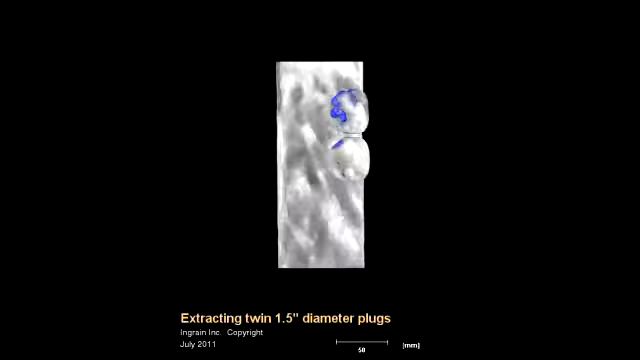 Extracting twin 1.5" diameter plugs
Ingrain Inc.  Copyright
July 2011
50
[mm]